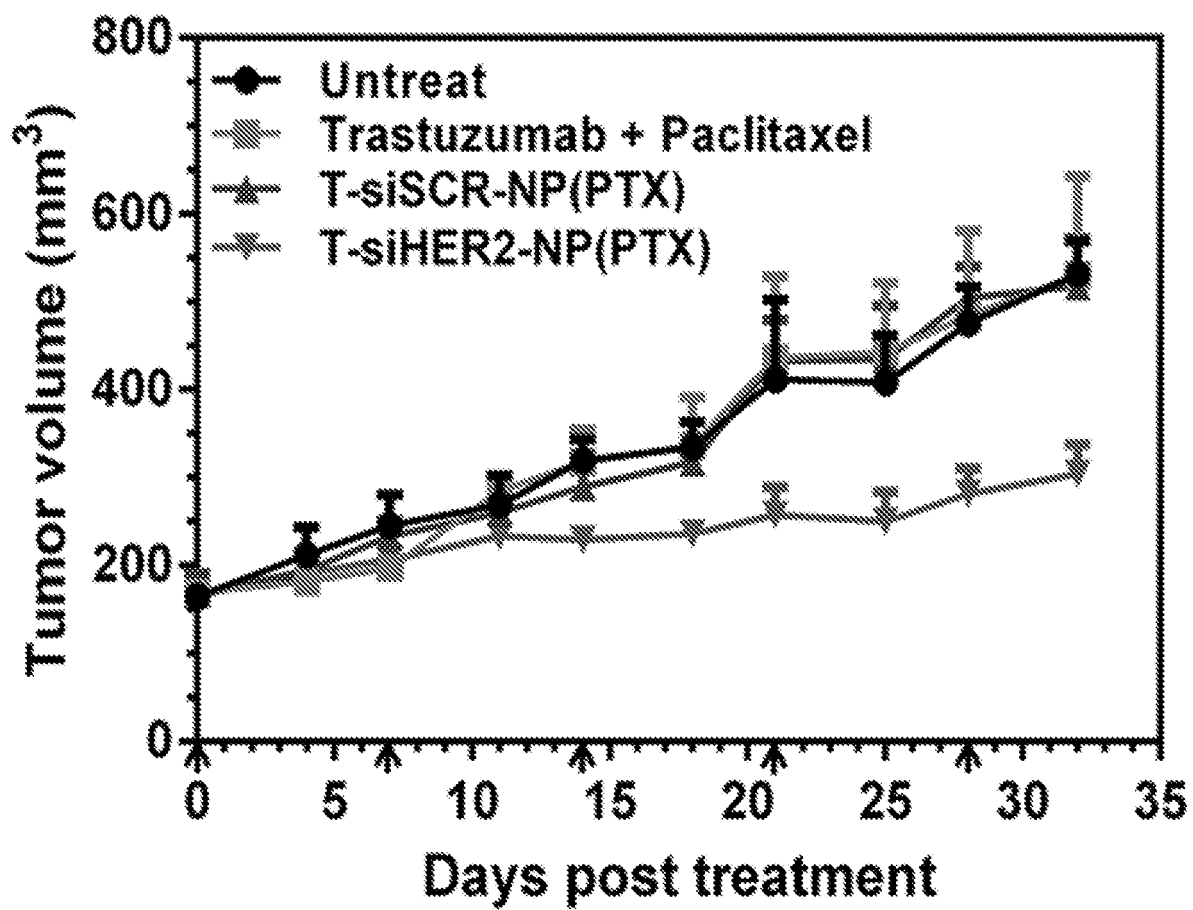 800
600
400
200
0
Tumor volume (mm³)
Untreat
Trastuzumab + Paclitaxel
T-siSCR-NP(PTX)
T-siHER2-NP(PTX)
0 5 10 15 20 25 30 35
Days post treatment